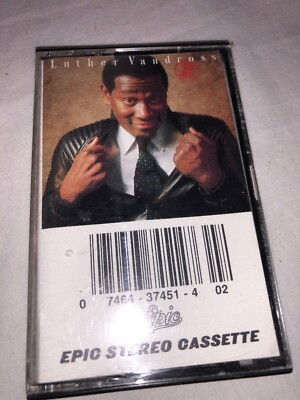 Luther Vandross
0 7464-37451-4 02
Epic
EPIC STEREO CASSETTE